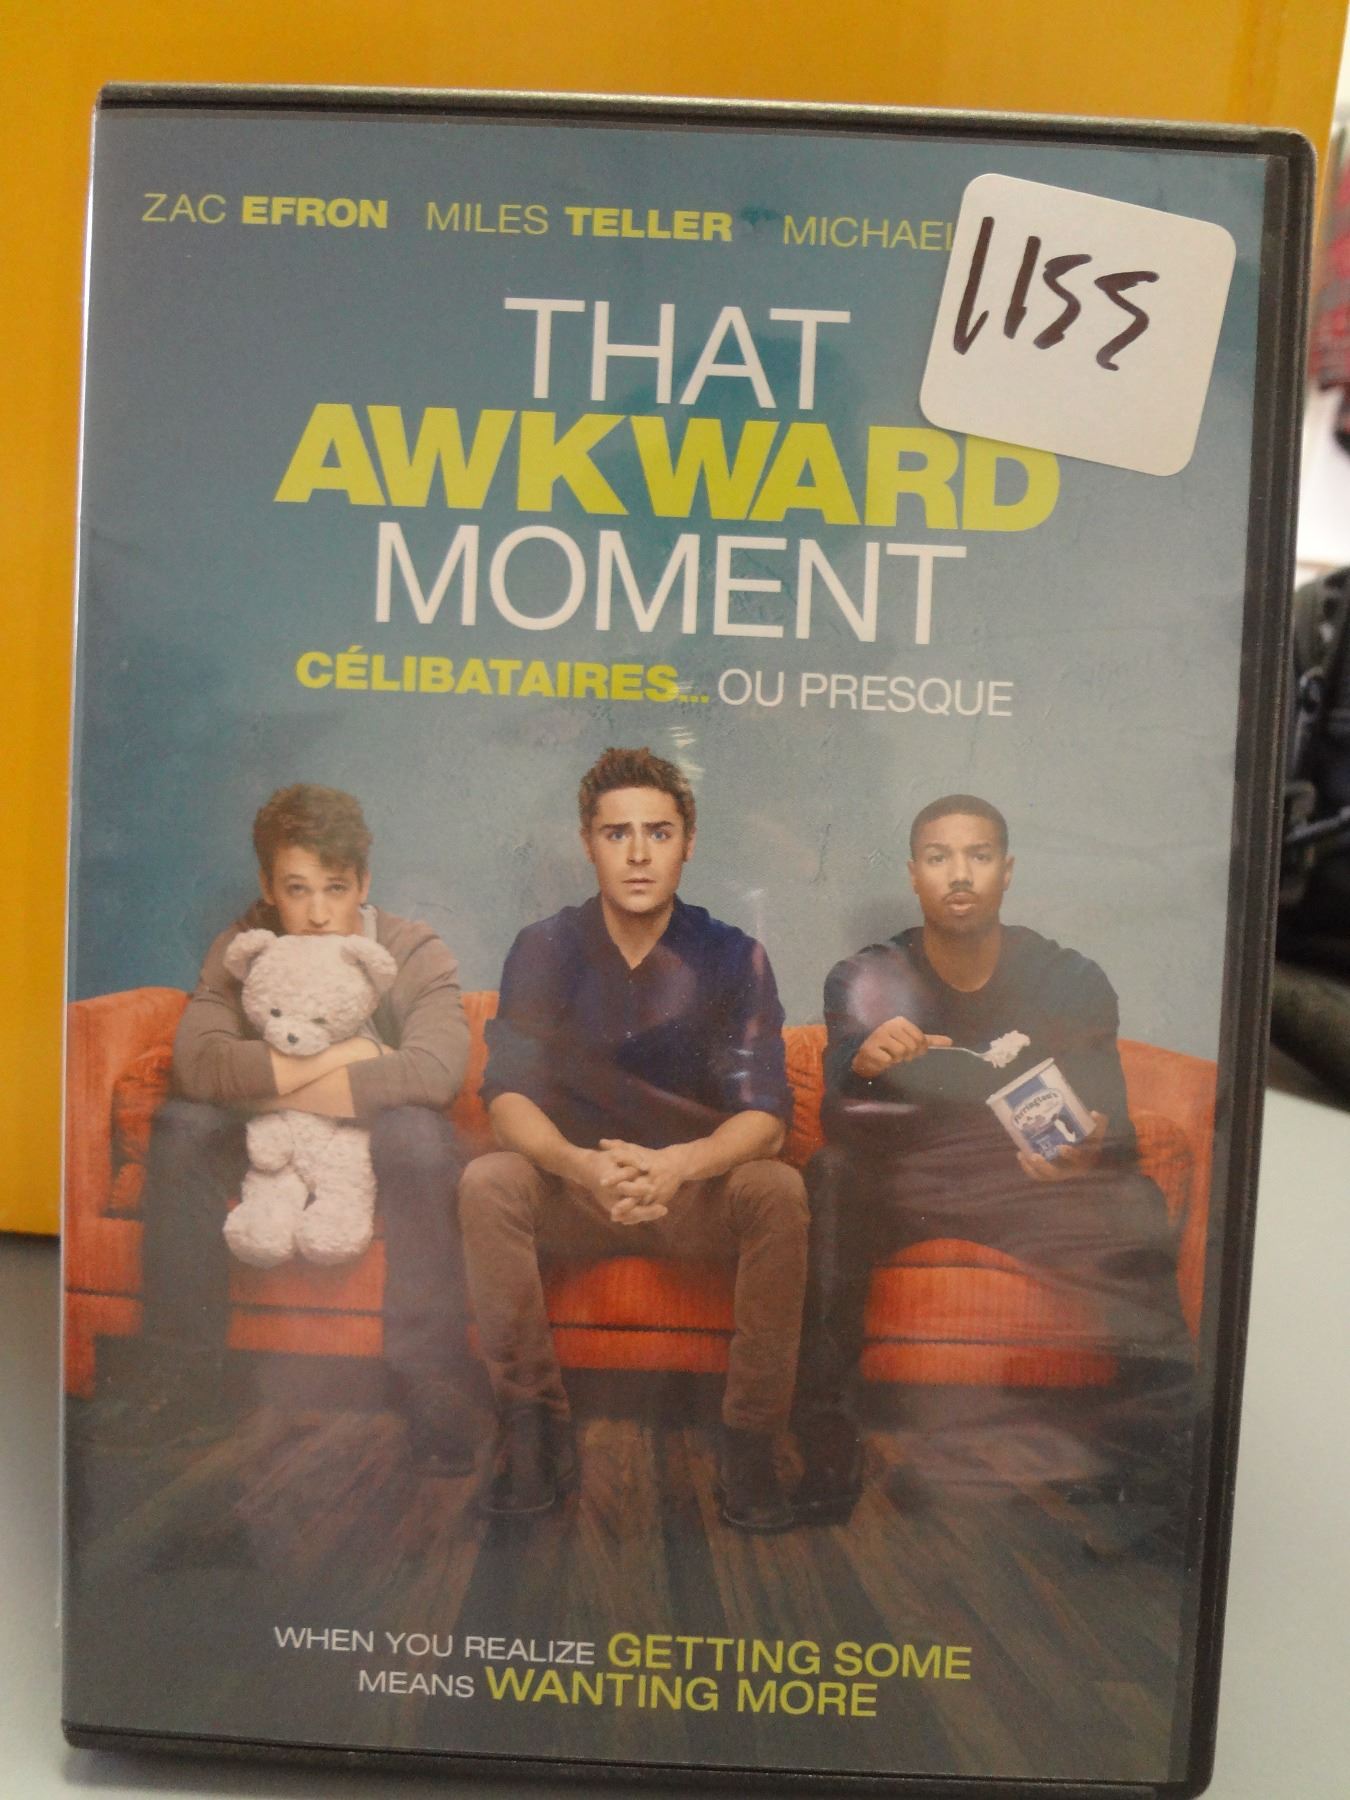 ZAC EFRON MILES TELLER MICHAEL
1155
THAT
AWKWARD
MOMENT
CÉLIBATAIRES... OU PRESQUE
WHEN YOU REALIZE GETTING SOME
MEANS WANTING MORE